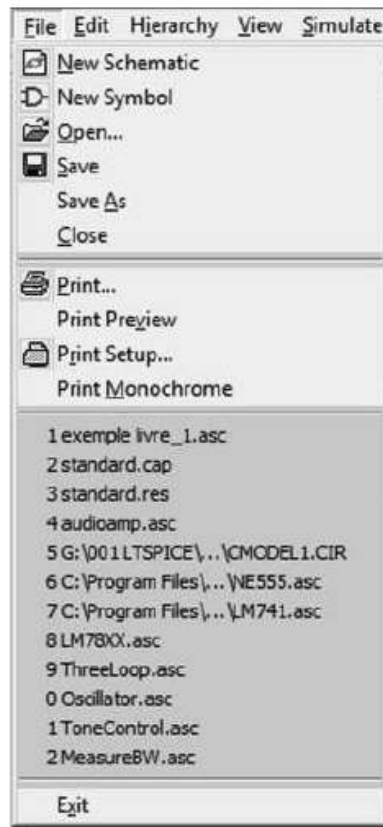 File Edit Hierarchy View Simulate
New Schematic
New Symbol
Open...
Save
Save As
Close
Print...
Print Preview
Print Setup...
Print Monochrome
1 exemple livre_1.asc
2 standard.cap
3 standard.res
4 audioamp.asc
5 G:\001LTSPICE\...\CMODEL1.CIR
6 C:\Program Files\...\NE555.asc
7 C:\Program Files\...\LM741.asc
8 LM78XX.asc
9 ThreeLoop.asc
0 Oscillator.asc
1 ToneControl.asc
2 MeasureBW.asc
Exit